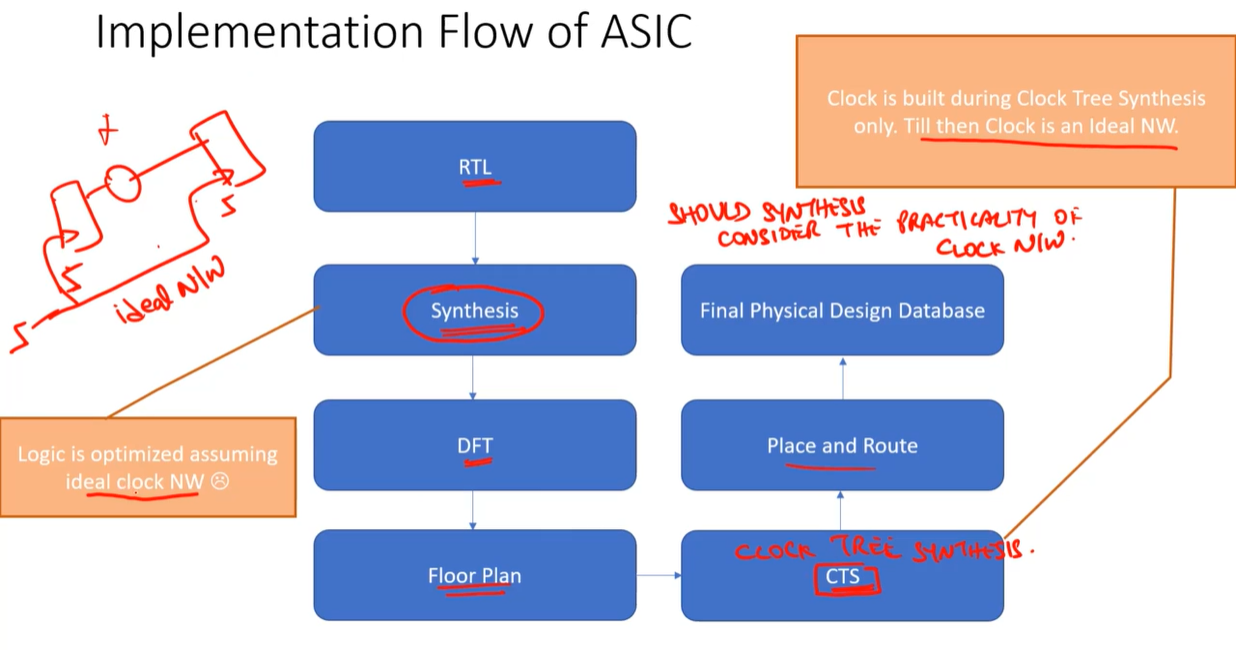 Implementation Flow of ASIC
Clock is built during Clock Tree Synthesis
only. Till then Clock is an Ideal NW.
RTL
SHOULD SYNTHESIS
CONSIDER THE PRACTICALITY OF
CLOCK N/W.
ideal N/W
Synthesis
Final Physical Design Database
Logic is optimized assuming
ideal clock NW ☹
DFT
Place and Route
Floor Plan
CLOCK TREE SYNTHESIS.
CTS